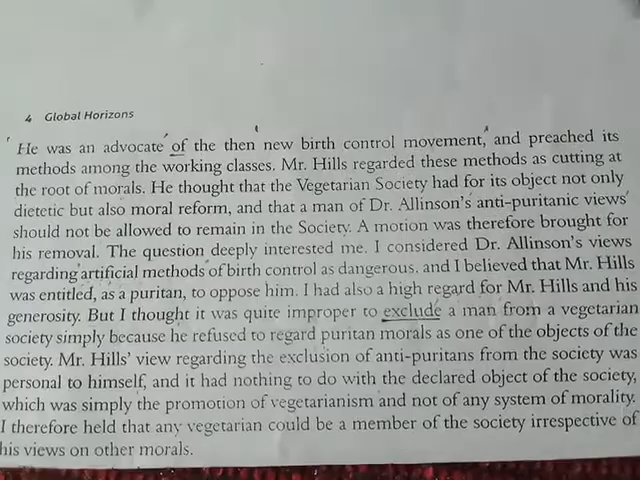 4 Global Horizons
He was an advocate of the then new birth control movement, and preached its
methods among the working classes. Mr. Hills regarded these methods as cutting at
the root of morals. He thought that the Vegetarian Society had for its object not only
dietetic but also moral reform, and that a man of Dr. Allinson's anti-puritanic views
should not be allowed to remain in the Society. A motion was therefore brought for
his removal. The question deeply interested me. I considered Dr. Allinson's views
regarding artificial methods of birth control as dangerous, and I believed that Mr. Hills
was entitled, as a puritan, to oppose him. I had also a high regard for Mr. Hills and his
generosity. But I thought it was quite improper to exclude a man from a vegetarian
society simply because he refused to regard puritan morals as one of the objects of the
society. Mr. Hills' view regarding the exclusion of anti-puritans from the society was
personal to himself, and it had nothing to do with the declared object of the society,
which was simply the promotion of vegetarianism and not of any system of morality.
I therefore held that any vegetarian could be a member of the society irrespective of
his views on other morals.